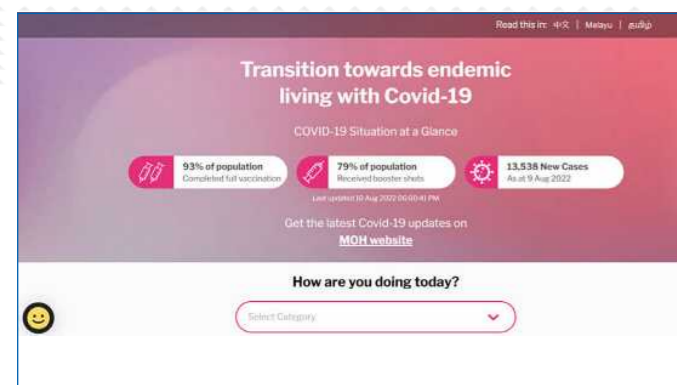 Read this in: 中文 | Melayu | தமிழ்
Transition towards endemic
living with Covid-19
COVID-19 Situation at a Glance
93% of population
Completed full vaccination
79% of population
Received booster shots
13,538 New Cases
As at 9 Aug 2022
Last updated 10 Aug 2022 06:00:41 PM
Get the latest Covid-19 updates on
MOH website
How are you doing today?
Select Category